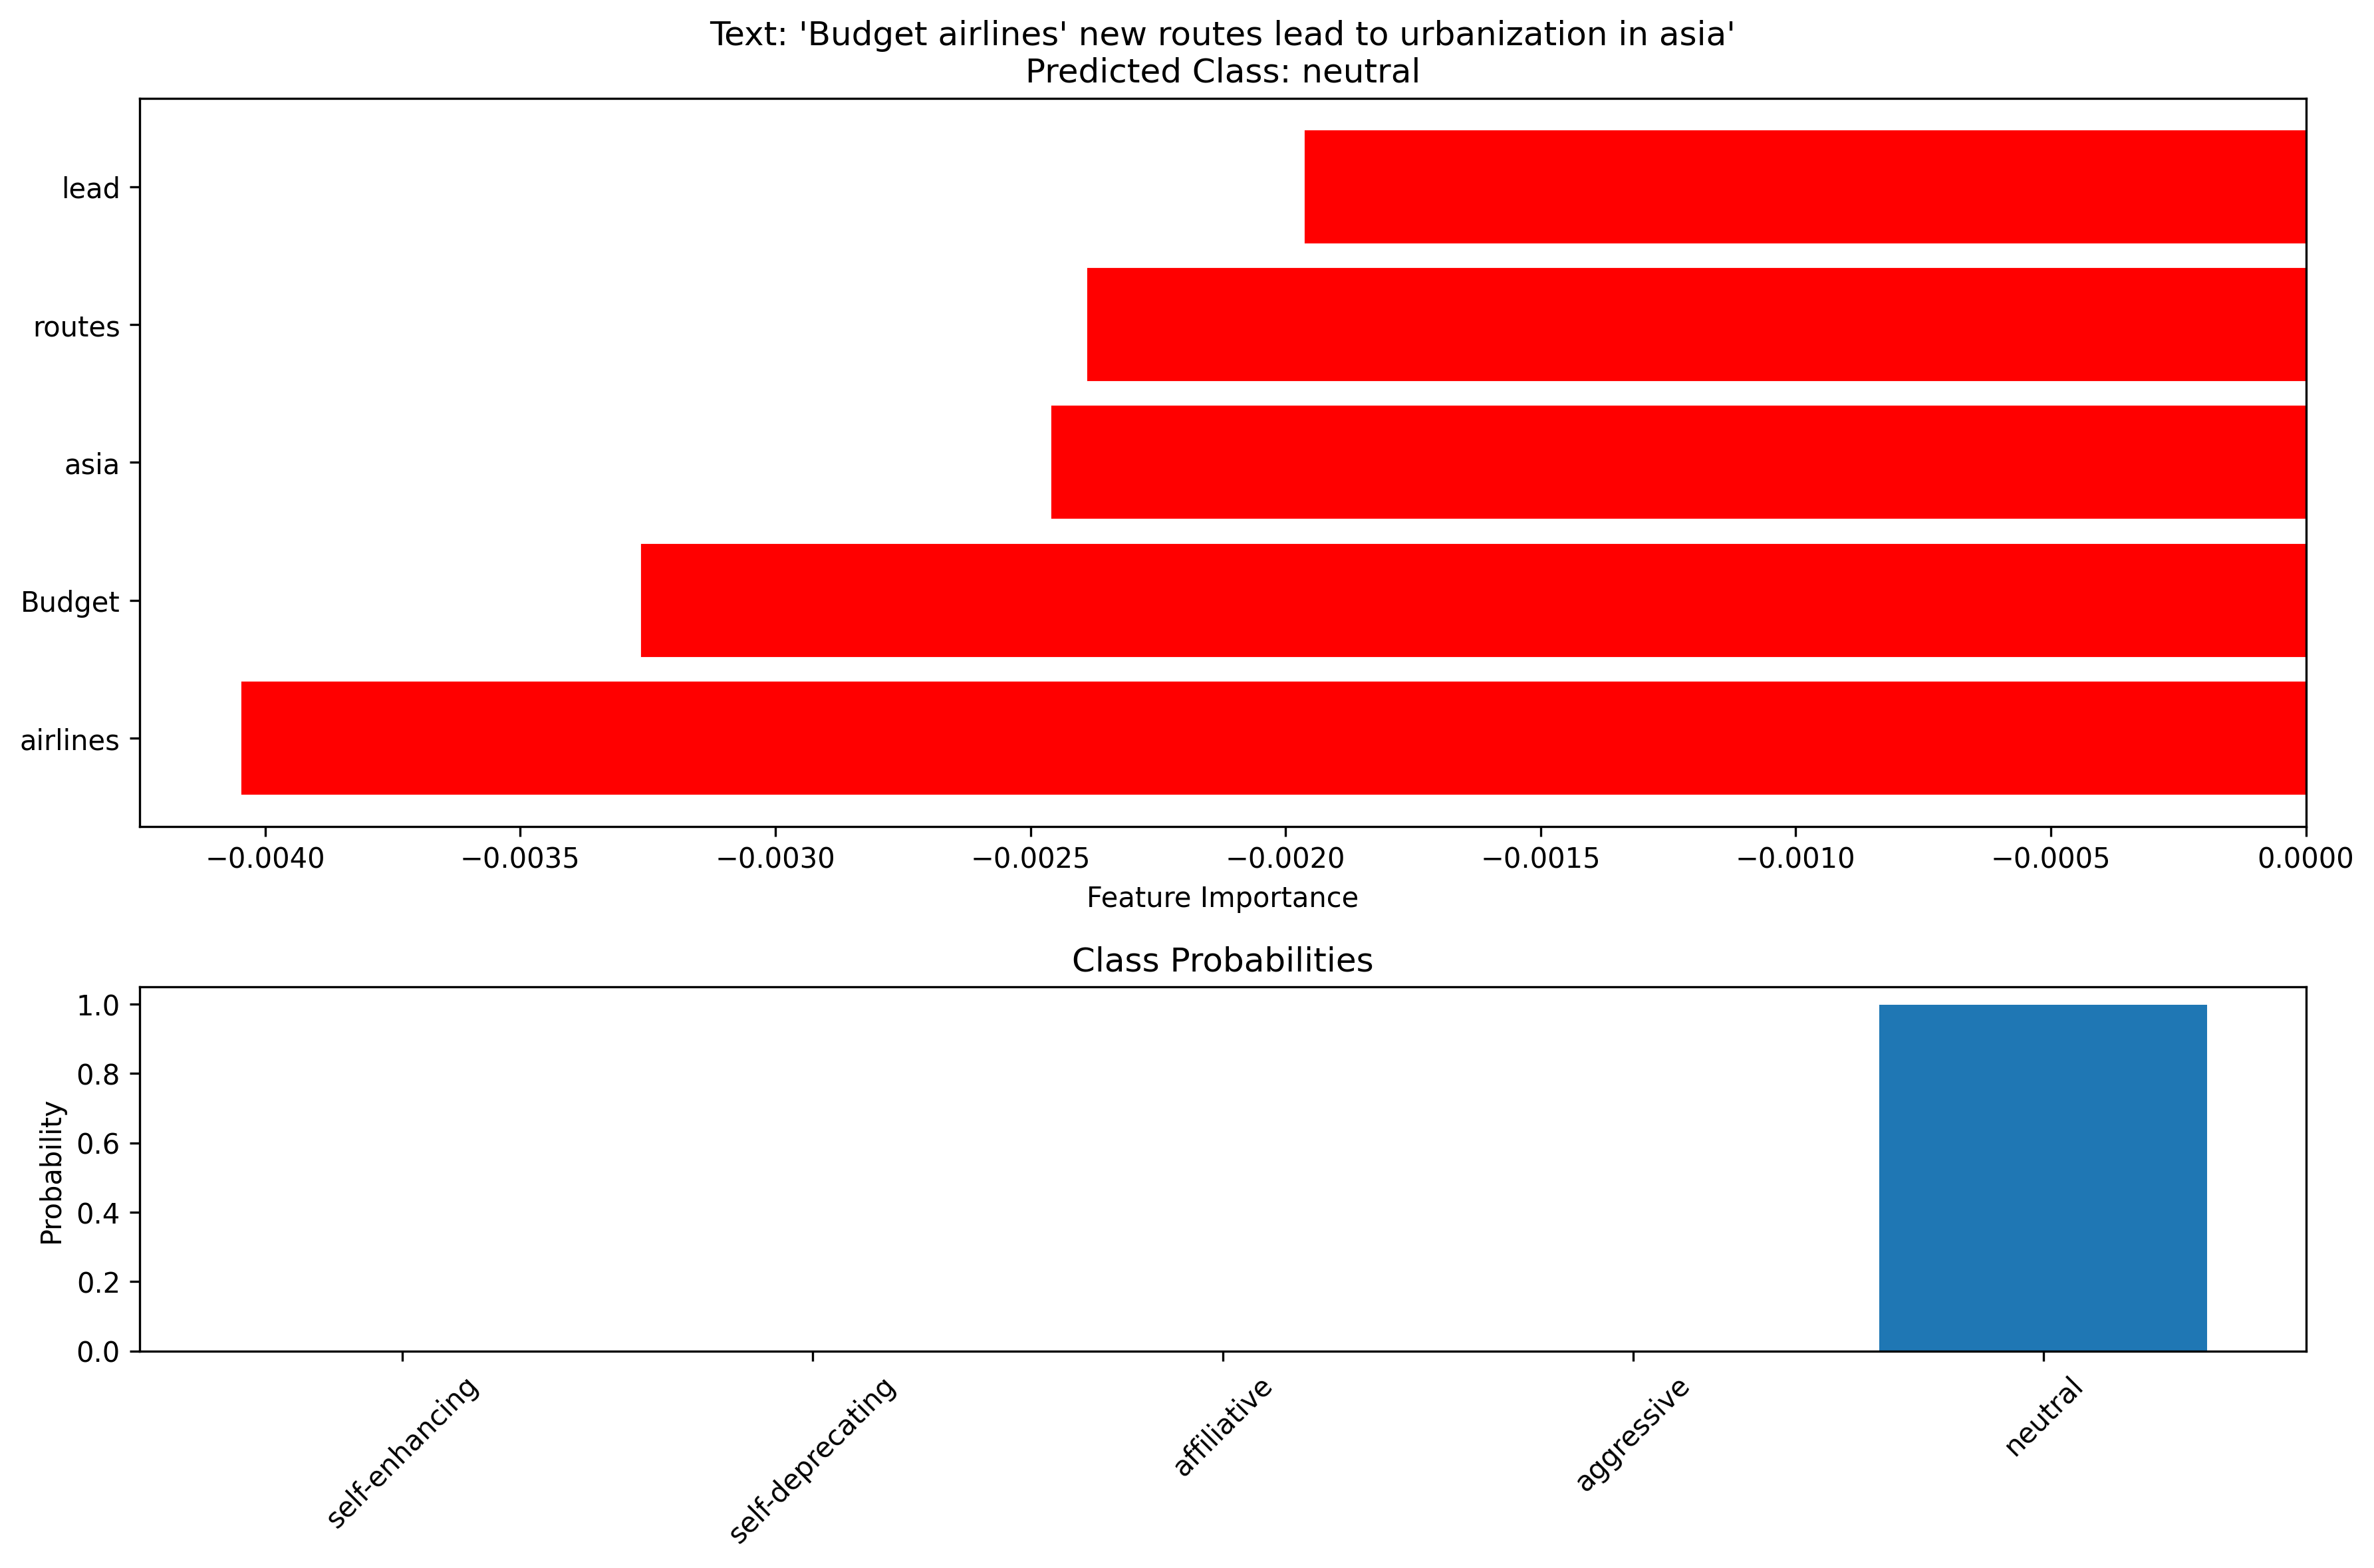 Text: 'Budget airlines' new routes lead to urbanization in asia'
Predicted Class: neutral
lead
routes
asia
Budget
airlines
−0.0040 −0.0035 −0.0030 −0.0025 −0.0020 −0.0015 −0.0010 −0.0005 0.0000
Feature Importance
Class Probabilities
Probability
1.0
0.8
0.6
0.4
0.2
0.0
self-enhancing
self-deprecating
affiliative
aggressive
neutral